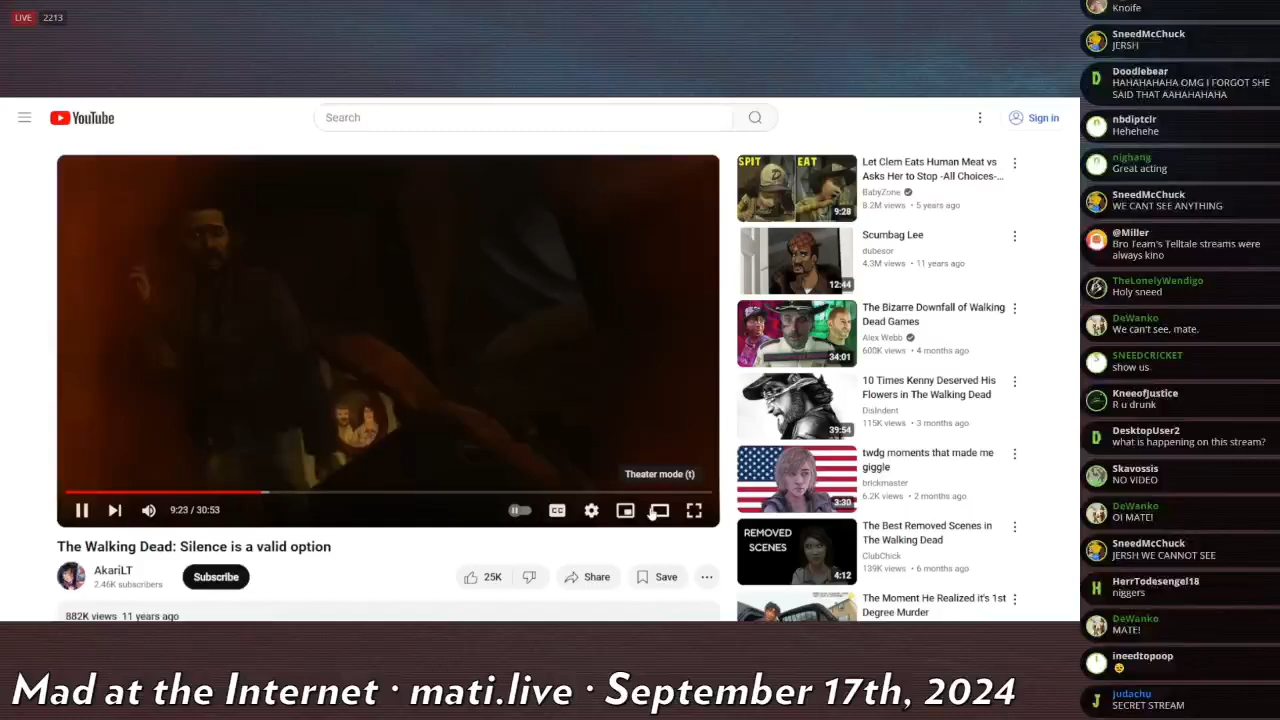 LIVE 2213
YouTube
Search
Sign in
Theater mode (t)
9:23 / 30:53
CC
The Walking Dead: Silence is a valid option
AkariLT
2.46K subscribers
Subscribe
25K
Share
Save
882K views 11 years ago
SPIT EAT
9:28
Let Clem Eats Human Meat vs
Asks Her to Stop -All Choices-...
BabyZone
8.2M views • 5 years ago
12:44
Scumbag Lee
dubesor
4.3M views • 11 years ago
34:01
The Bizarre Downfall of Walking
Dead Games
Alex Webb
600K views • 4 months ago
39:54
10 Times Kenny Deserved His
Flowers in The Walking Dead
DisIndent
115K views • 3 months ago
3:30
twdg moments that made me
giggle
brickmaster
6.2K views • 2 months ago
REMOVED
SCENES
4:12
The Best Removed Scenes in
The Walking Dead
ClubChick
139K views • 6 months ago
The Moment He Realized it's 1st
Degree Murder
Knoife
SneedMcChuck
JERSH
Doodlebear
HAHAHAHAHA OMG I FORGOT SHE
SAID THAT AAHAHAHAHA
nbdiptclr
Hehehehe
nighang
Great acting
SneedMcChuck
WE CANT SEE ANYTHING
@Miller
Bro Team's Telltale streams were
always kino
TheLonelyWendigo
Holy sneed
DeWanko
We can't see, mate.
SNEEDCRICKET
show us
KneeofJustice
R u drunk
DesktopUser2
what is happening on this stream?
Skavossis
NO VIDEO
DeWanko
OI MATE!
SneedMcChuck
JERSH WE CANNOT SEE
HerrTodesengel18
niggers
DeWanko
MATE!
ineedtopoop
Judachu
SECRET STREAM
Mad at the Internet · mati.live · September 17th, 2024